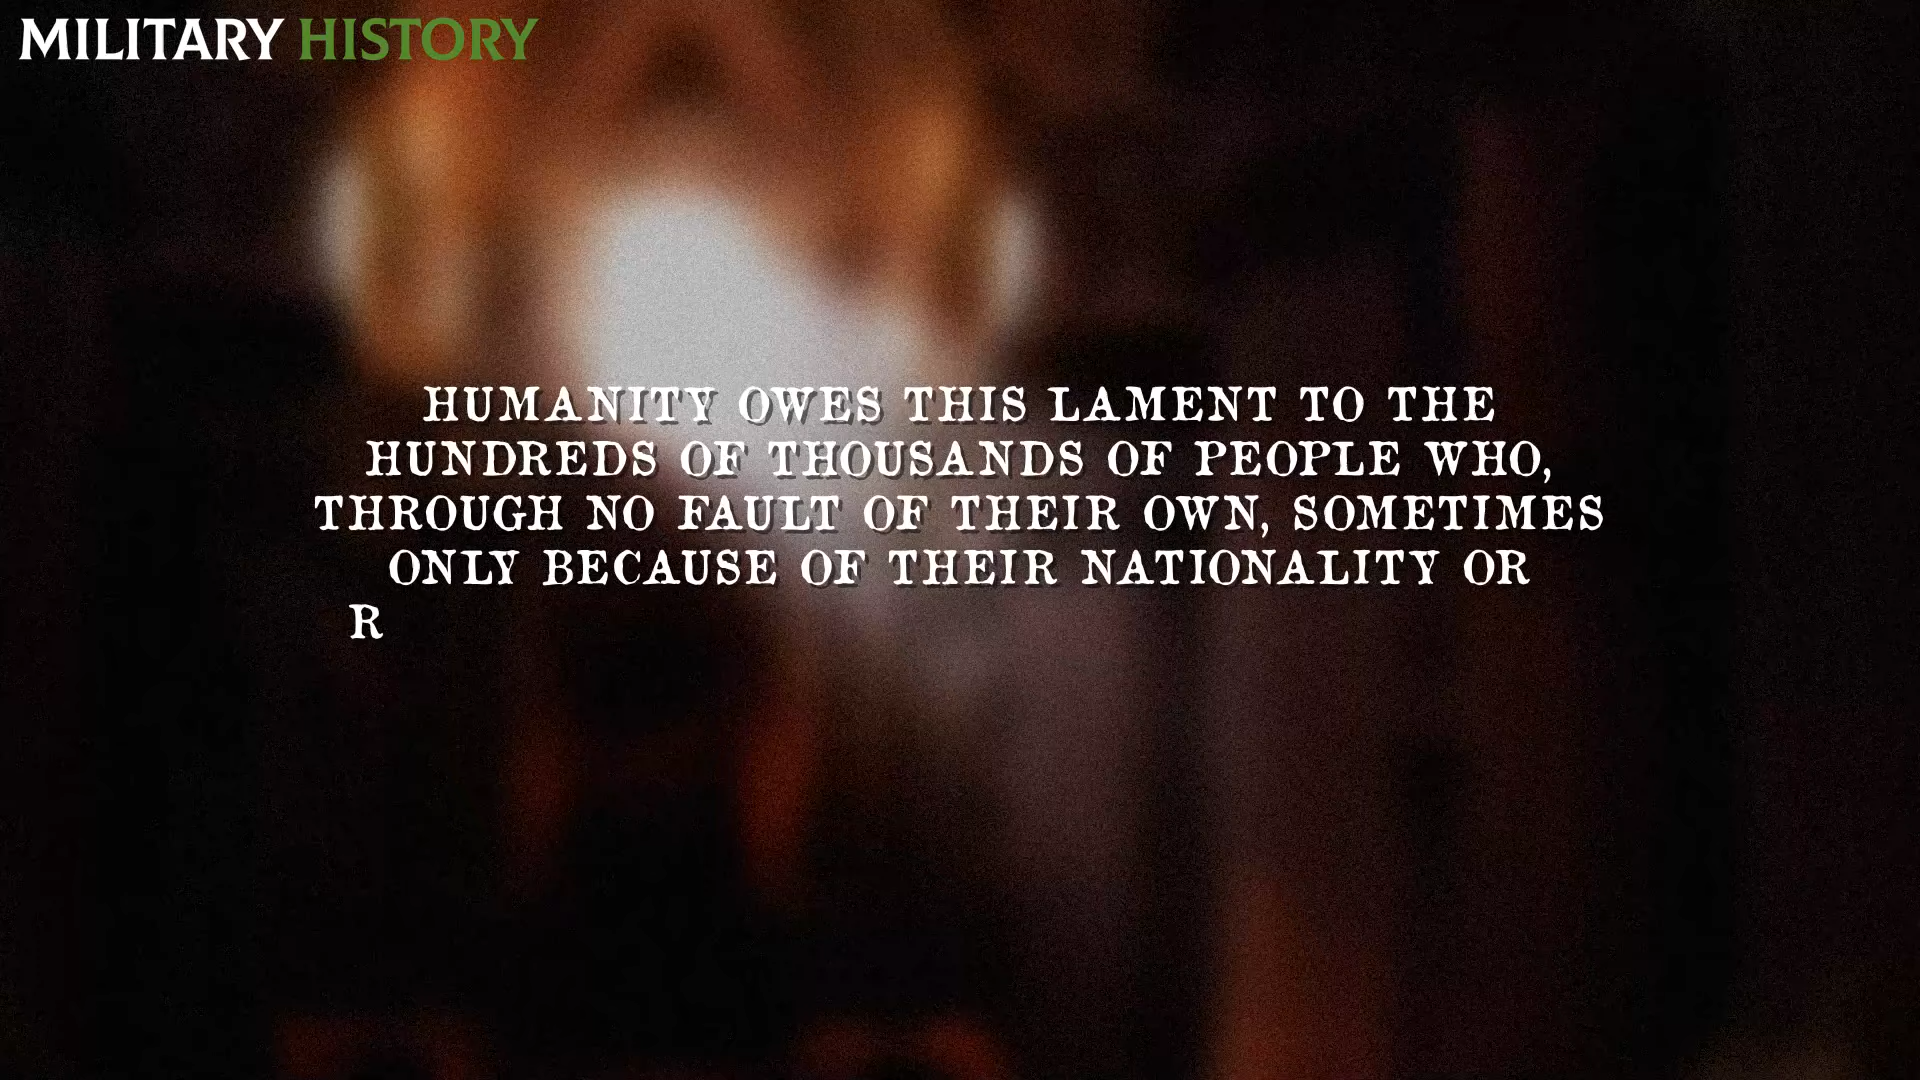 MILITARY HISTORY
HUMANITY OWES THIS LAMENT TO THE
HUNDREDS OF THOUSANDS OF PEOPLE WHO,
THROUGH NO FAULT OF THEIR OWN, SOMETIMES
ONLY BECAUSE OF THEIR NATIONALITY OR
R